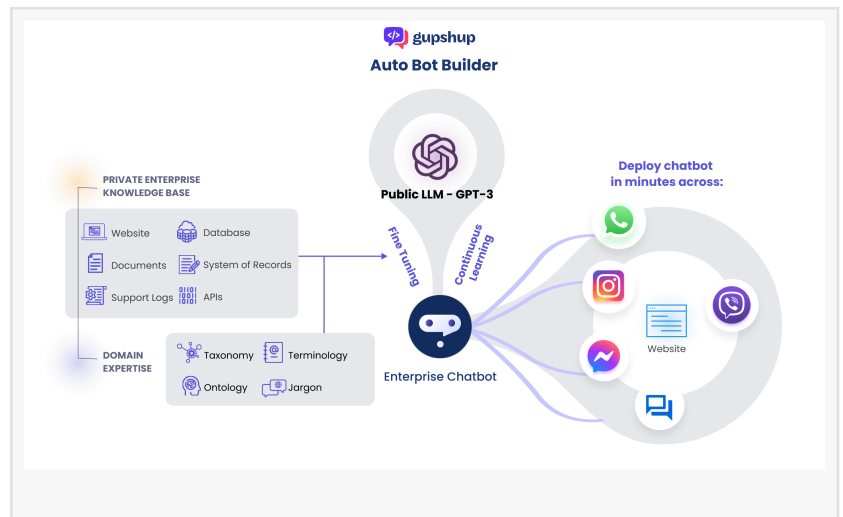 gupshup
Auto Bot Builder
Public LLM - GPT-3
Fine Tuning
Continuous
Learning
Enterprise Chatbot
PRIVATE ENTERPRISE
KNOWLEDGE BASE
Website
Database
Documents
System of Records
Support Logs
APIs
DOMAIN
EXPERTISE
Taxonomy
Terminology
Ontology
Jargon
Deploy chatbot
in minutes across:
Website